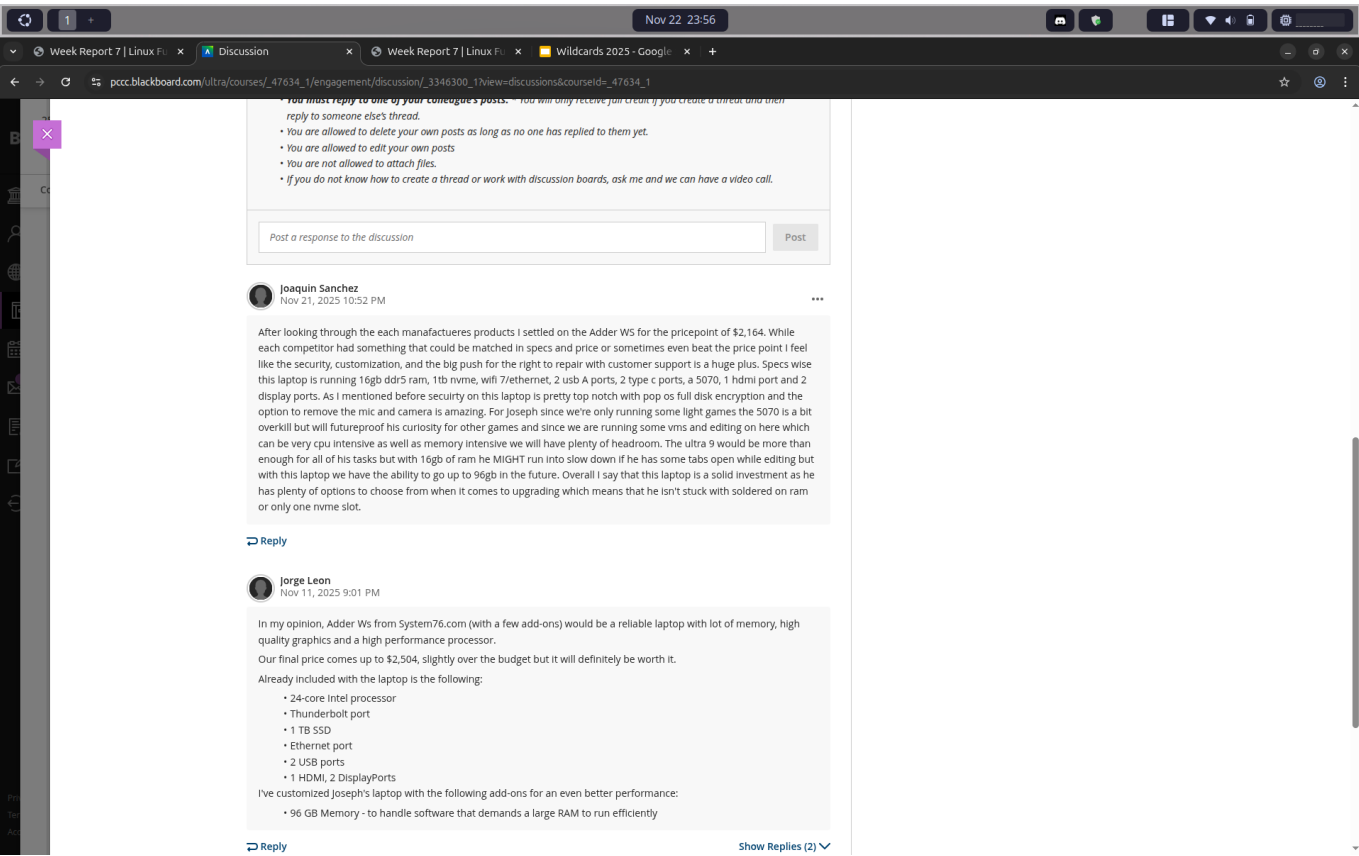 1 +
Nov 22 23:56
Week Report 7 | Linux Fu
Discussion
Week Report 7 | Linux Fu
Wildcards 2025 - Google
pccc.blackboard.com/ultra/courses/_47634_1/engagement/discussion/_3346300_1?view=discussions&courseId=_47634_1
• You must reply to one of your colleague's posts. * You will only receive full credit if you create a threat and then
reply to someone else's thread.
• You are allowed to delete your own posts as long as no one has replied to them yet.
• You are allowed to edit your own posts
• You are not allowed to attach files.
• If you do not know how to create a thread or work with discussion boards, ask me and we can have a video call.
Post a response to the discussion
Post
Joaquin Sanchez
Nov 21, 2025 10:52 PM
After looking through the each manafactueres products I settled on the Adder WS for the pricepoint of $2,164. While
each competitor had something that could be matched in specs and price or sometimes even beat the price point I feel
like the security, customization, and the big push for the right to repair with customer support is a huge plus. Specs wise
this laptop is running 16gb ddr5 ram, 1tb nvme, wifi 7/ethernet, 2 usb A ports, 2 type c ports, a 5070, 1 hdmi port and 2
display ports. As I mentioned before secuirty on this laptop is pretty top notch with pop os full disk encryption and the
option to remove the mic and camera is amazing. For Joseph since we're only running some light games the 5070 is a bit
overkill but will futureproof his curiosity for other games and since we are running some vms and editing on here which
can be very cpu intensive as well as memory intensive we will have plenty of headroom. The ultra 9 would be more than
enough for all of his tasks but with 16gb of ram he MIGHT run into slow down if he has some tabs open while editing but
with this laptop we have the ability to go up to 96gb in the future. Overall I say that this laptop is a solid investment as he
has plenty of options to choose from when it comes to upgrading which means that he isn't stuck with soldered on ram
or only one nvme slot.
Reply
Jorge Leon
Nov 11, 2025 9:01 PM
In my opinion, Adder Ws from System76.com (with a few add-ons) would be a reliable laptop with lot of memory, high
quality graphics and a high performance processor.
Our final price comes up to $2,504, slightly over the budget but it will definitely be worth it.
Already included with the laptop is the following:
• 24-core Intel processor
• Thunderbolt port
• 1 TB SSD
• Ethernet port
• 2 USB ports
• 1 HDMI, 2 DisplayPorts
I've customized Joseph's laptop with the following add-ons for an even better performance:
• 96 GB Memory - to handle software that demands a large RAM to run efficiently
Reply
Show Replies (2)